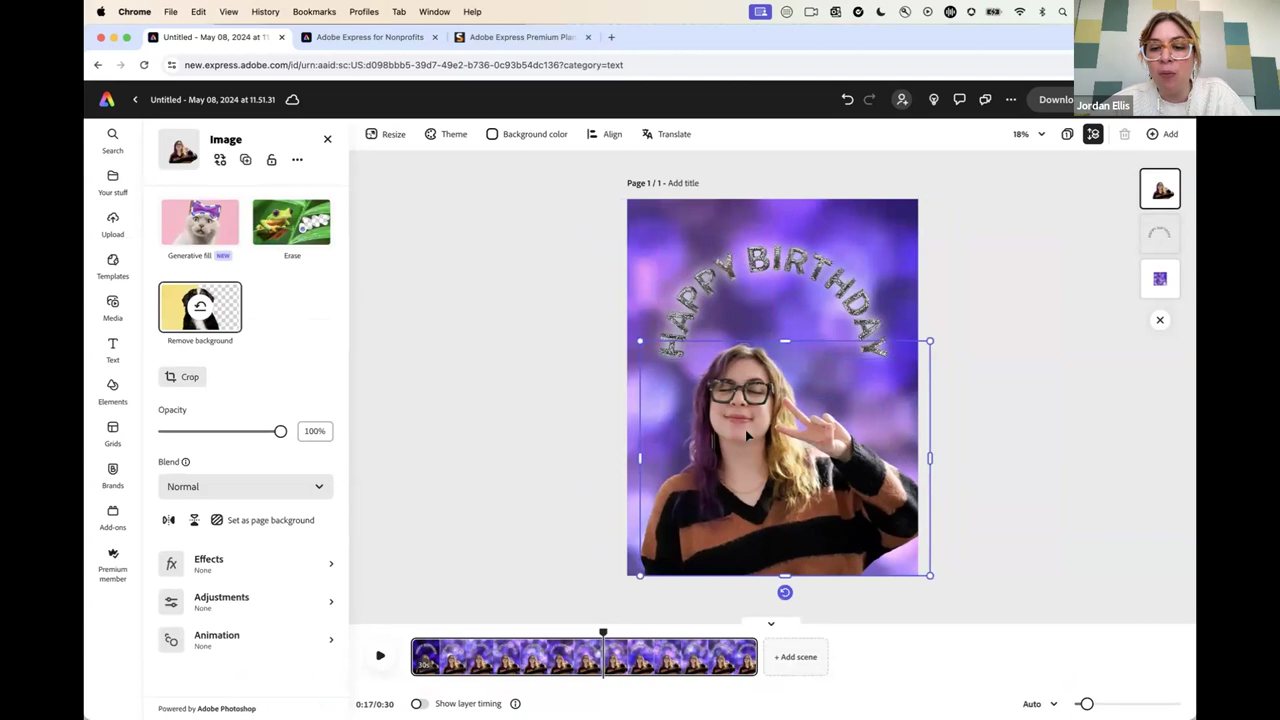 Chrome File Edit View History Bookmarks Profiles Tab Window Help
Untitled - May 08, 2024 at 11 Adobe Express for Nonprofits Adobe Express Premium Plan
new.express.adobe.com/id/urn:aaid:sc:US:d098bbb5-39d7-49e2-b736-0c93b54dc136?category=text
Jordan Ellis
Untitled - May 08, 2024 at 11.51.31 Downlo
Search
Your stuff
Upload
Templates
Media
Text
Elements
Grids
Brands
Add-ons
Premium
member
Image
Generative fill NEW Erase
Remove background
Crop
Opacity
100%
Blend
Normal
Set as page background
Effects
None
Adjustments
None
Animation
None
Powered by Adobe Photoshop
Resize Theme Background color Align Translate 18% 1 Add
Page 1 / 1 - Add title
HAPPY BIRTHDAY
30s
+ Add scene
0:17/0:30 Show layer timing Auto